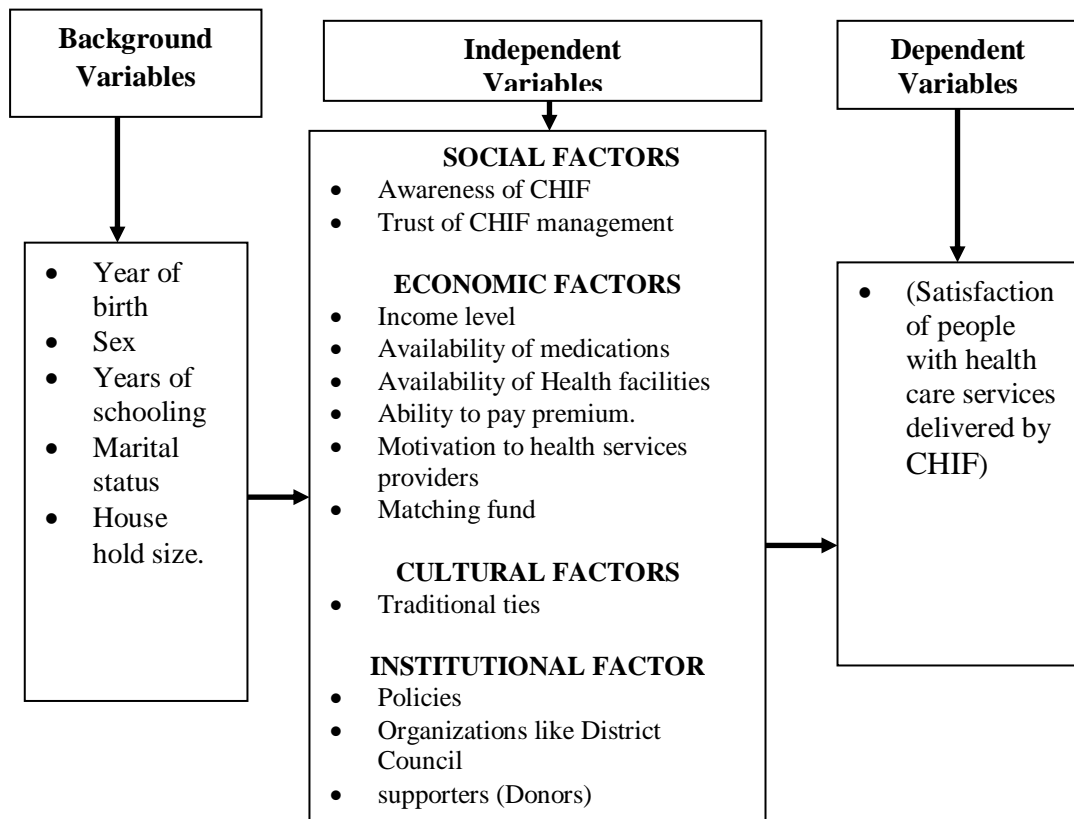 Background
Variables
Independent
Variables
Dependent
Variables
• Year of
birth
• Sex
• Years of
schooling
• Marital
status
• House
hold size.
SOCIAL FACTORS
• Awareness of CHIF
• Trust of CHIF management
ECONOMIC FACTORS
• Income level
• Availability of medications
• Availability of Health facilities
• Ability to pay premium.
• Motivation to health services
providers
• Matching fund
CULTURAL FACTORS
• Traditional ties
INSTITUTIONAL FACTOR
• Policies
• Organizations like District
Council
• supporters (Donors)
• (Satisfaction
of people
with health
care services
delivered by
CHIF)